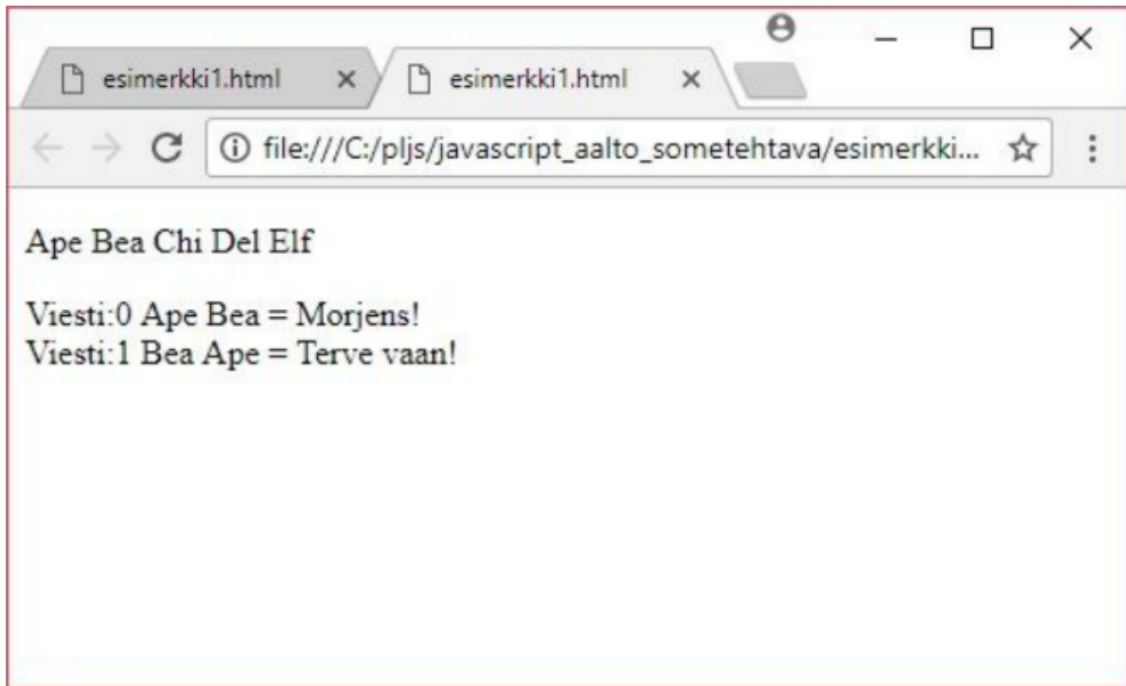 esimerkki1.html
esimerkki1.html
file:///C:/pljs/javascript_aalto_sometehtava/esimerkki...
Ape Bea Chi Del Elf
Viesti:0 Ape Bea = Morjens!
Viesti:1 Bea Ape = Terve vaan!